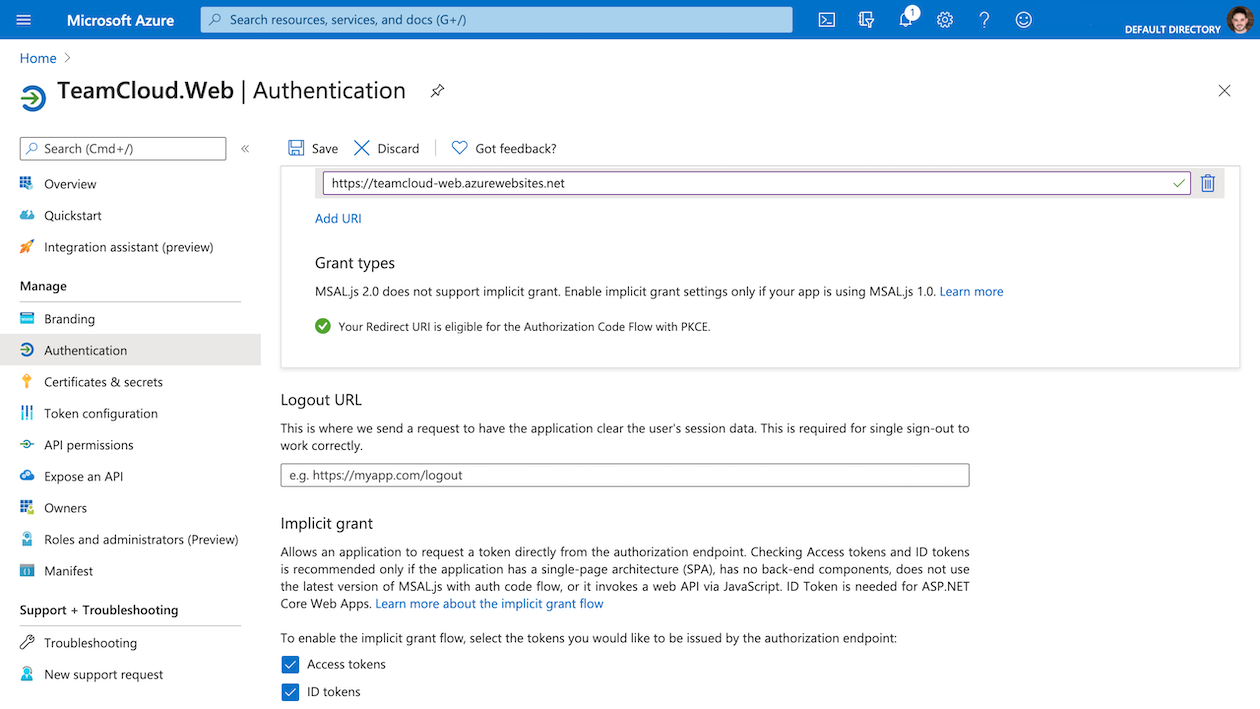 Microsoft Azure
Search resources, services, and docs (G+/)
1
DEFAULT DIRECTORY
Home
TeamCloud.Web | Authentication
Search (Cmd+/)
«
Overview
Quickstart
Integration assistant (preview)
Manage
Branding
Authentication
Certificates & secrets
Token configuration
API permissions
Expose an API
Owners
Roles and administrators (Preview)
Manifest
Support + Troubleshooting
Troubleshooting
New support request
Save
Discard
Got feedback?
https://teamcloud-web.azurewebsites.net
Add URI
Grant types
MSAL.js 2.0 does not support implicit grant. Enable implicit grant settings only if your app is using MSAL.js 1.0. Learn more
Your Redirect URI is eligible for the Authorization Code Flow with PKCE.
Logout URL
This is where we send a request to have the application clear the user's session data. This is required for single sign-out to
work correctly.
e.g. https://myapp.com/logout
Implicit grant
Allows an application to request a token directly from the authorization endpoint. Checking Access tokens and ID tokens
is recommended only if the application has a single-page architecture (SPA), has no back-end components, does not use
the latest version of MSAL.js with auth code flow, or it invokes a web API via JavaScript. ID Token is needed for ASP.NET
Core Web Apps. Learn more about the implicit grant flow
To enable the implicit grant flow, select the tokens you would like to be issued by the authorization endpoint:
Access tokens
ID tokens